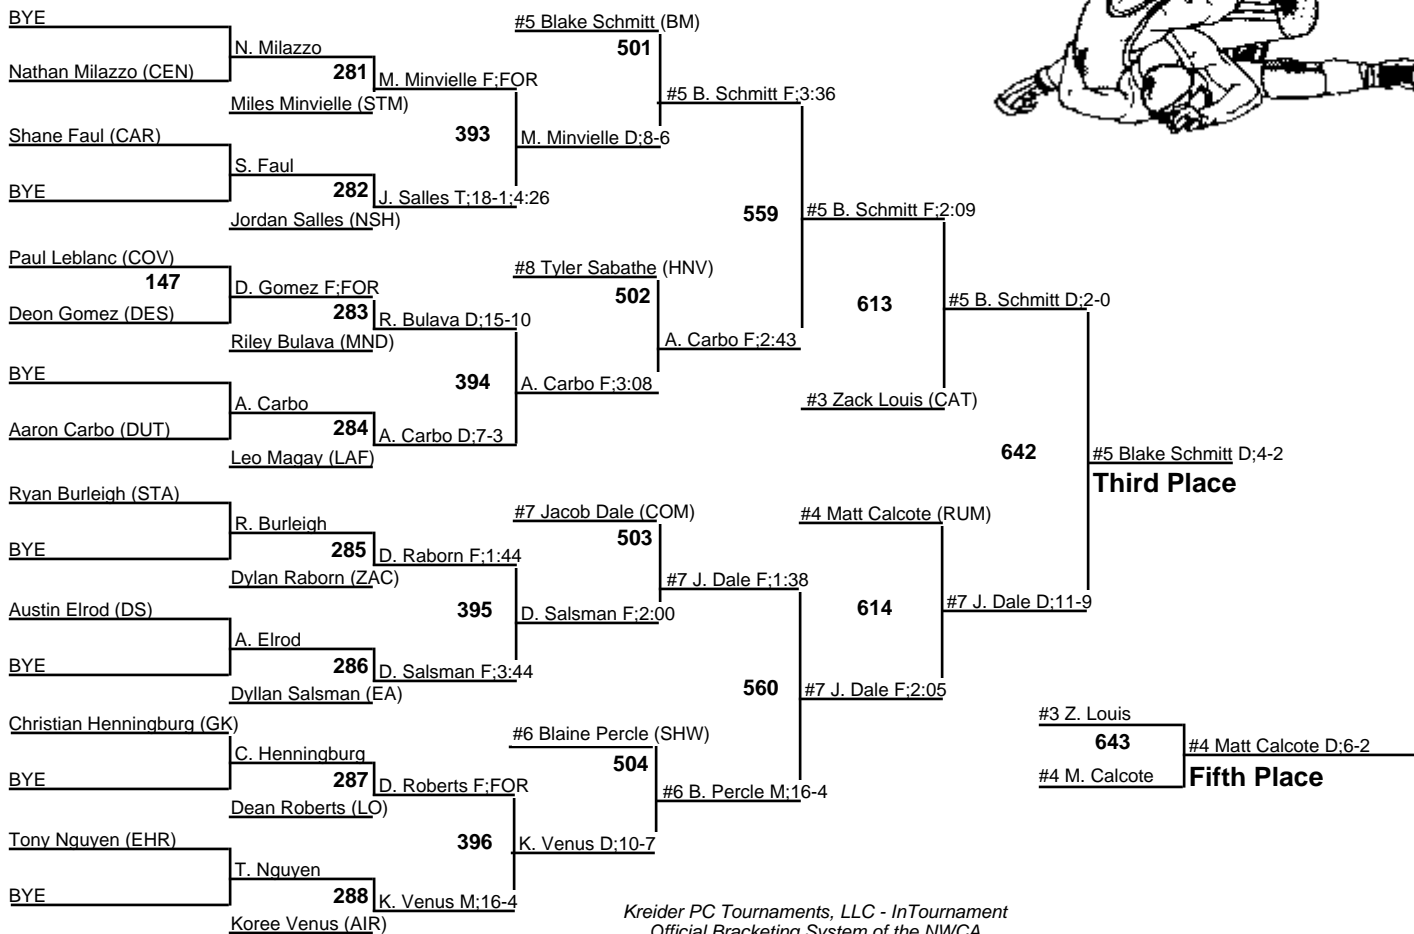 BYE
N. Milazzo
Nathan Milazzo (CEN)
281
M. Minvielle F;FOR
Miles Minvielle (STM)
Shane Faul (CAR)
393
M. Minvielle D;8-6
S. Faul
BYE
282
J. Salles T;18-1;4:26
Jordan Salles (NSH)
#5 Blake Schmitt (BM)
501
#5 B. Schmitt F;3:36
559
#5 B. Schmitt F;2:09
Paul Leblanc (COV)
147
D. Gomez F;FOR
Deon Gomez (DES)
283
R. Bulava D;15-10
Riley Bulava (MND)
BYE
394
A. Carbo F;3:08
A. Carbo
Aaron Carbo (DUT)
284
A. Carbo D;7-3
Leo Magay (LAF)
#8 Tyler Sabathe (HNV)
502
A. Carbo F;2:43
613
#5 B. Schmitt D;2-0
#3 Zack Louis (CAT)
642
#5 Blake Schmitt D;4-2
Third Place
Ryan Burleigh (STA)
R. Burleigh
BYE
285
D. Raborn F;1:44
Dylan Raborn (ZAC)
Austin Elrod (DS)
395
D. Salsman F;2:00
A. Elrod
BYE
286
D. Salsman F;3:44
Dyllan Salsman (EA)
#7 Jacob Dale (COM)
503
#7 J. Dale F;1:38
#4 Matt Calcote (RUM)
614
#7 J. Dale D;11-9
560
#7 J. Dale F;2:05
Christian Henningburg (GK)
C. Henningburg
BYE
287
D. Roberts F;FOR
Dean Roberts (LO)
Tony Nguyen (EHR)
396
K. Venus D;10-7
T. Nguyen
BYE
288
K. Venus M;16-4
Koree Venus (AIR)
#6 Blaine Percle (SHW)
504
#6 B. Percle M;16-4
#3 Z. Louis
643
#4 Matt Calcote D;6-2
#4 M. Calcote
Fifth Place
Kreider PC Tournaments, LLC - InTournament
Official Bracketing System of the NWCA